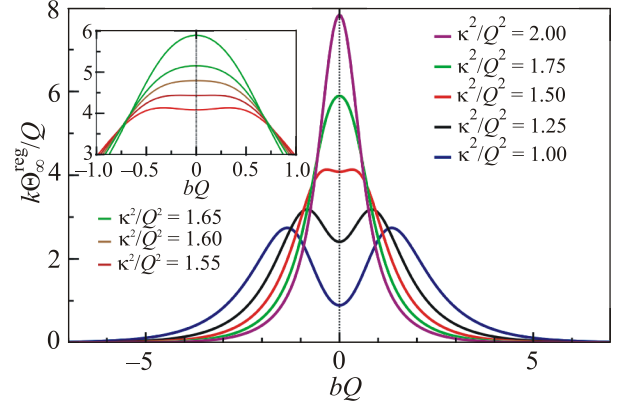 8
6
4
2
0
kΘ∞^reg/Q
6
5
4
3
−1.0
−0.5
0
0.5
1.0
bQ
κ²/Q² = 1.65
κ²/Q² = 1.60
κ²/Q² = 1.55
κ²/Q² = 2.00
κ²/Q² = 1.75
κ²/Q² = 1.50
κ²/Q² = 1.25
κ²/Q² = 1.00
−5
0
5
bQ